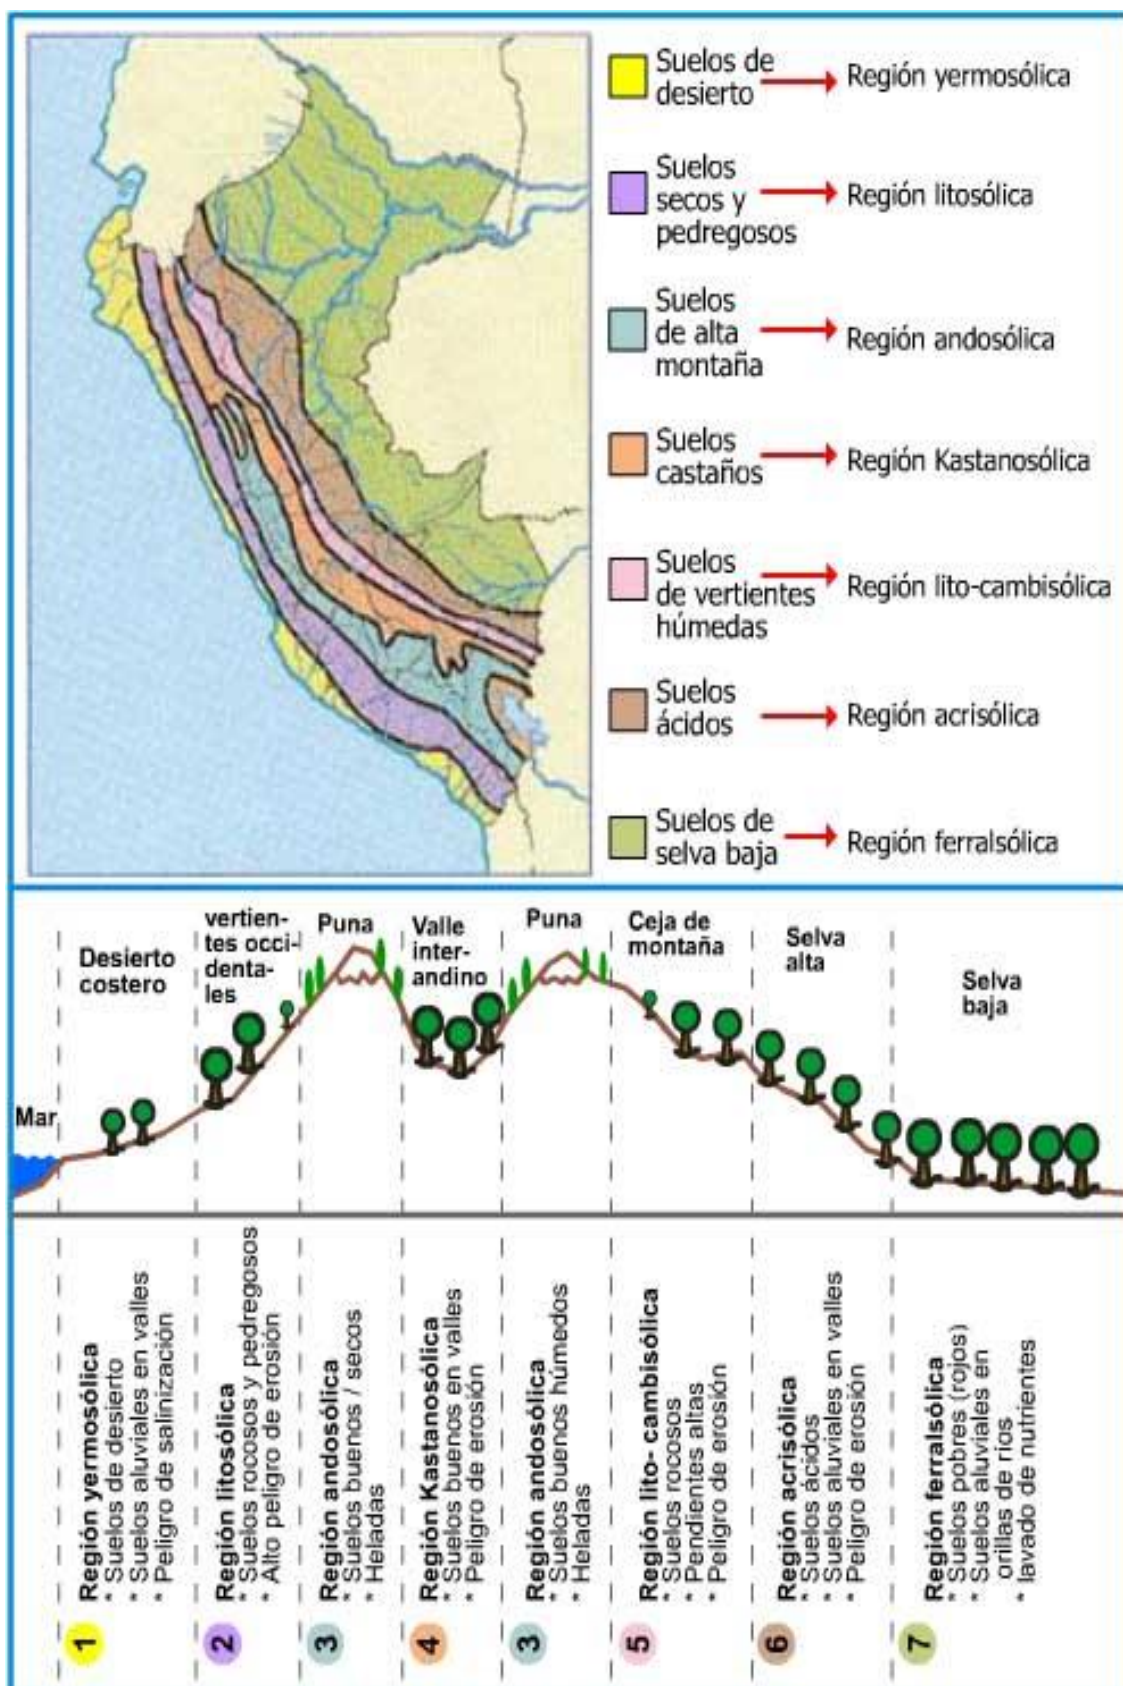 Suelos de
desierto
Región yermosólica
Suelos
secos y
pedregosos
Región litosólica
Suelos
de alta
montaña
Región andosólica
Suelos
castaños
Región Kastanosólica
Suelos
de vertientes
húmedas
Región lito-cambisólica
Suelos
ácidos
Región acrisólica
Suelos de
selva baja
Región ferralsólica
Mar
Desierto
costero
vertien-
tes occi-
denta-
les
Puna
Valle
inter-
andino
Puna
Ceja de
montaña
Selva
alta
Selva
baja
1
Región yermosólica
* Suelos de desierto
* Suelos aluviales en valles
* Peligro de salinización
2
Región litosólica
* Suelos rocosos y pedregosos
* Alto peligro de erosión
3
Región andosólica
* Suelos buenos / secos
* Heladas
4
Región Kastanosólica
* Suelos buenos en valles
* Peligro de erosión
3
Región andosólica
* Suelos buenos húmedos
* Heladas
5
Región lito- cambisólica
* Suelos rocosos
* Pendientes altas
* Peligro de erosión
6
Región acrisólica
* Suelos ácidos
* Suelos aluviales en valles
* Peligro de erosión
7
Región ferralsólica
* Suelos pobres (rojos)
* Suelos aluviales en
orillas de ríos
* lavado de nutrientes